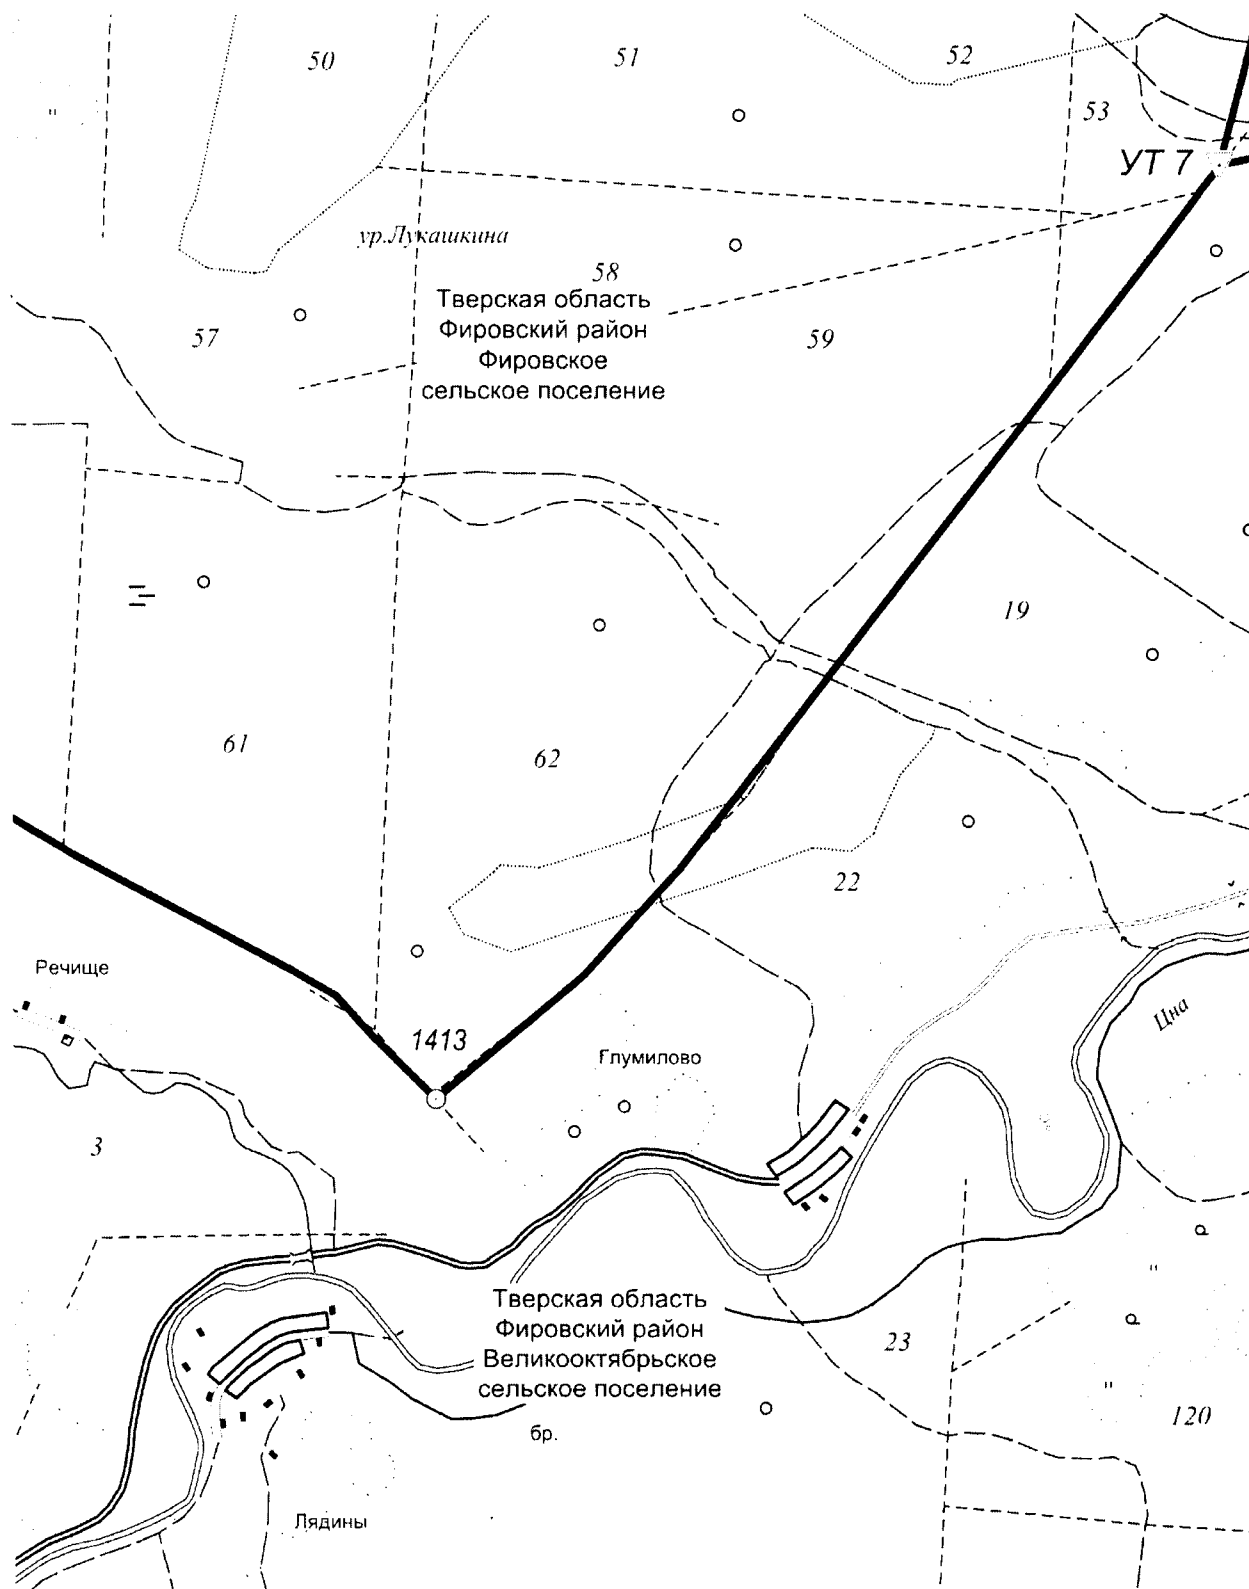 50
51
52
53
УТ 7
ур.Лукашкина
58
Тверская область
Фировский район
Фировское
сельское поселение
57
59
19
61
62
22
Речище
1413
Глумилово
Цна
3
Тверская область
Фировский район
Великооктябрьское
сельское поселение
23
бр.
120
Лядины